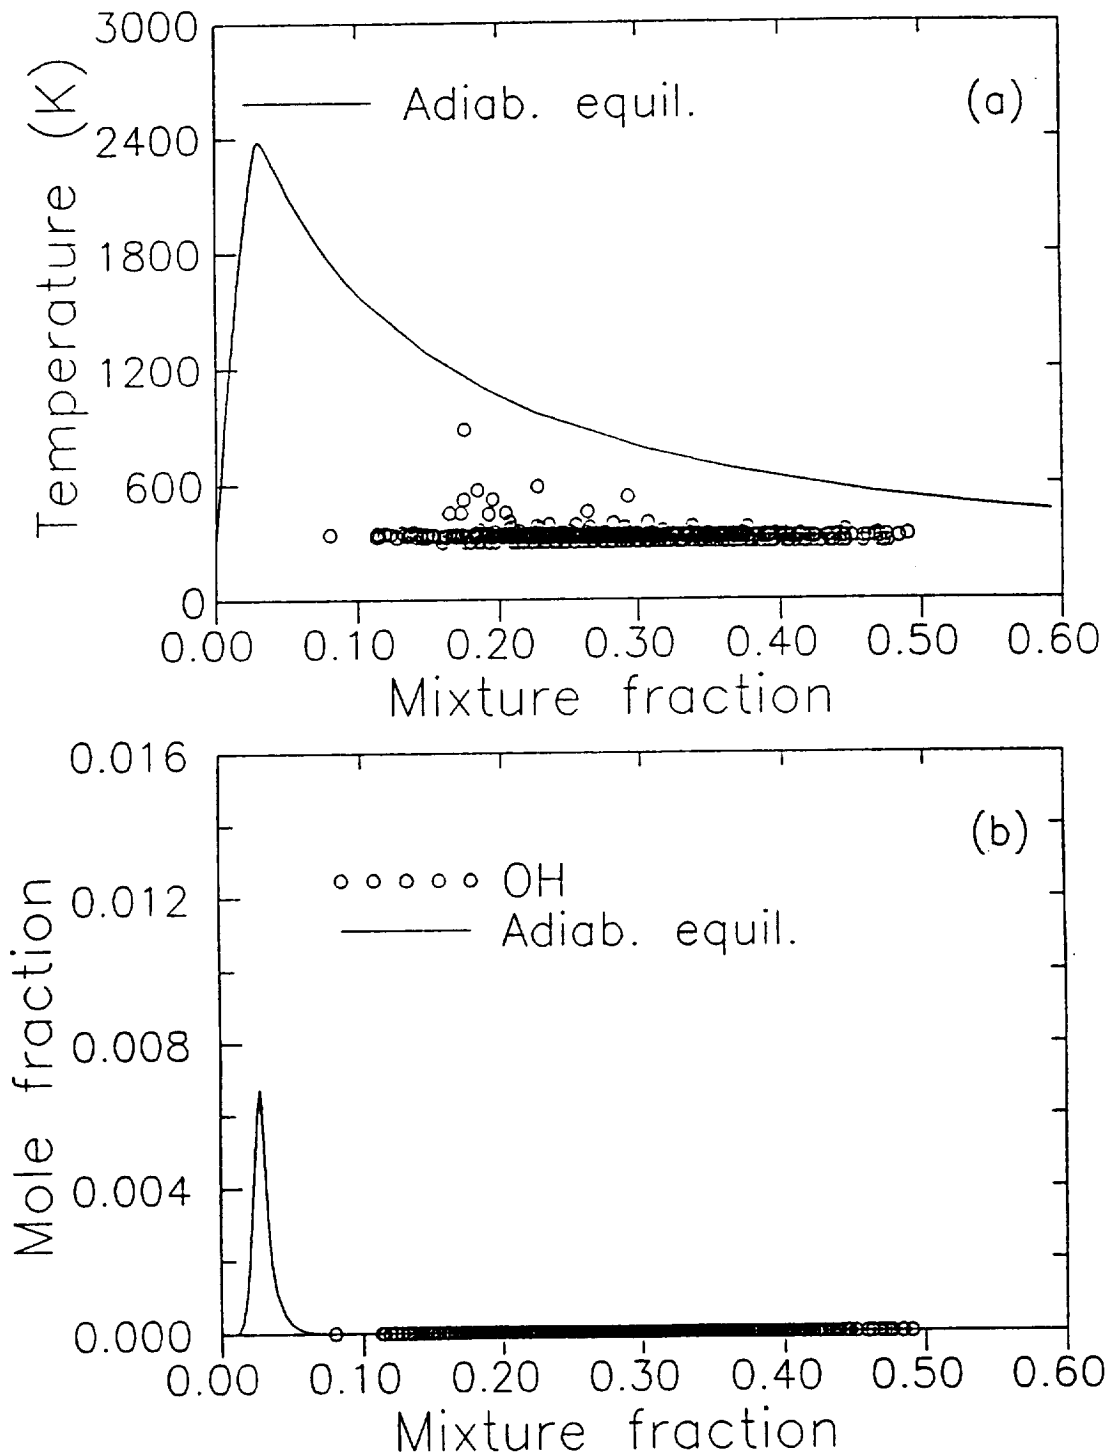 3000
2400
1800
1200
600
0
Temperature (K)
Adiab. equil.
(a)
0.00 0.10 0.20 0.30 0.40 0.50 0.60
Mixture fraction
0.016
0.012
0.008
0.004
0.000
Mole fraction
(b)
OH
Adiab. equil.
0.00 0.10 0.20 0.30 0.40 0.50 0.60
Mixture fraction